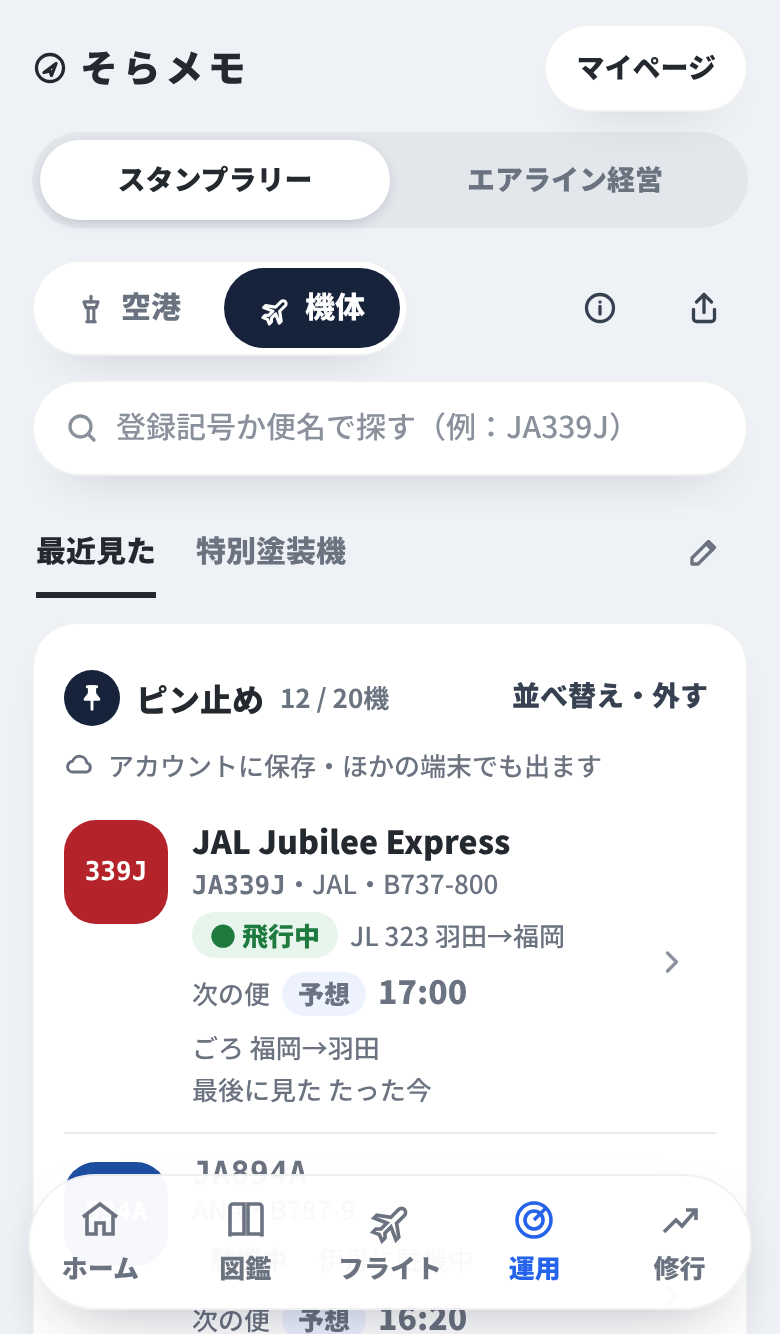 そらメモ
マイページ
スタンプラリー
エアライン経営
空港
機体
登録記号か便名で探す（例：JA339J）
最近見た
特別塗装機
ピン止め 12 / 20機
並べ替え・外す
アカウントに保存・ほかの端末でも出ます
339J
JAL Jubilee Express
JA339J・JAL・B737-800
飛行中 JL 323 羽田→福岡
次の便 予想 17:00
ごろ 福岡→羽田
最後に見た たった今
JA894A
B787-9
ホーム
図鑑
フライト
運用
修行
次の便 予想 16:20